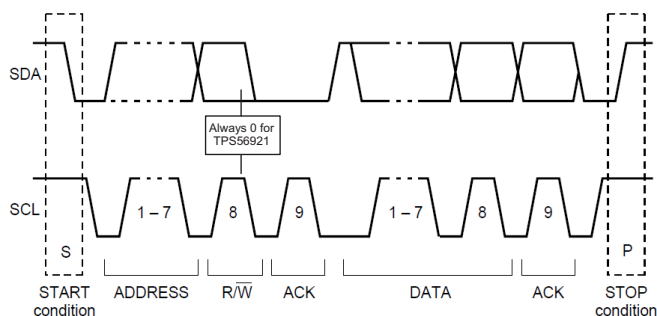 SDA
Always 0 for
TPS56921
SCL
1 – 7
8
9
1 – 7
8
9
S
P
START
condition
ADDRESS
R/W̅
ACK
DATA
ACK
STOP
condition